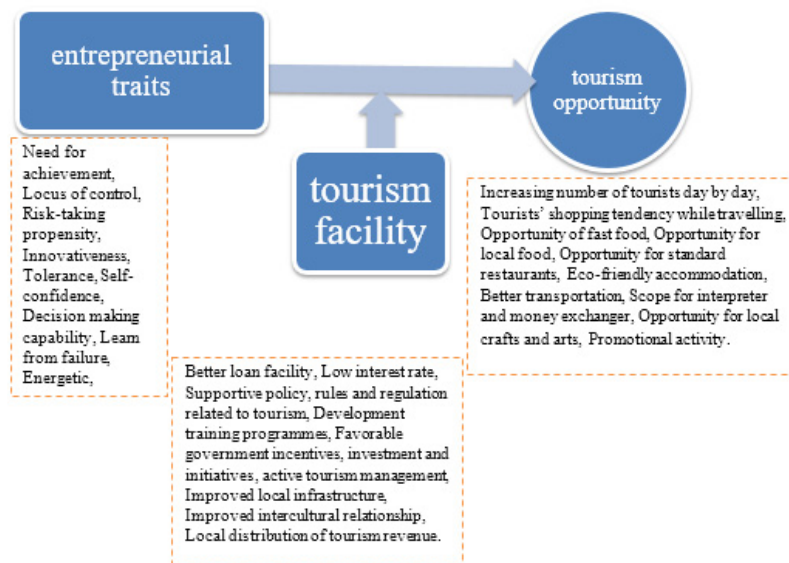 entrepreneurial
traits
tourism
opportunity
tourism
facility
Need for
achievement,
Locus of control,
Risk-taking
propensity,
Innovativeness,
Tolerance, Self-
confidence,
Decision making
capability, Learn
from failure,
Energetic,
Increasing number of tourists day by day,
Tourists’ shopping tendency while travelling,
Opportunity of fast food, Opportunity for
local food, Opportunity for standard
restaurants, Eco-friendly accommodation,
Better transportation, Scope for interpreter
and money exchanger, Opportunity for local
crafts and arts, Promotional activity.
Better loan facility, Low interest rate,
Supportive policy, rules and regulation
related to tourism, Development
training programmes, Favorable
government incentives, investment and
initiatives, active tourism management,
Improved local infrastructure,
Improved intercultural relationship,
Local distribution of tourism revenue.